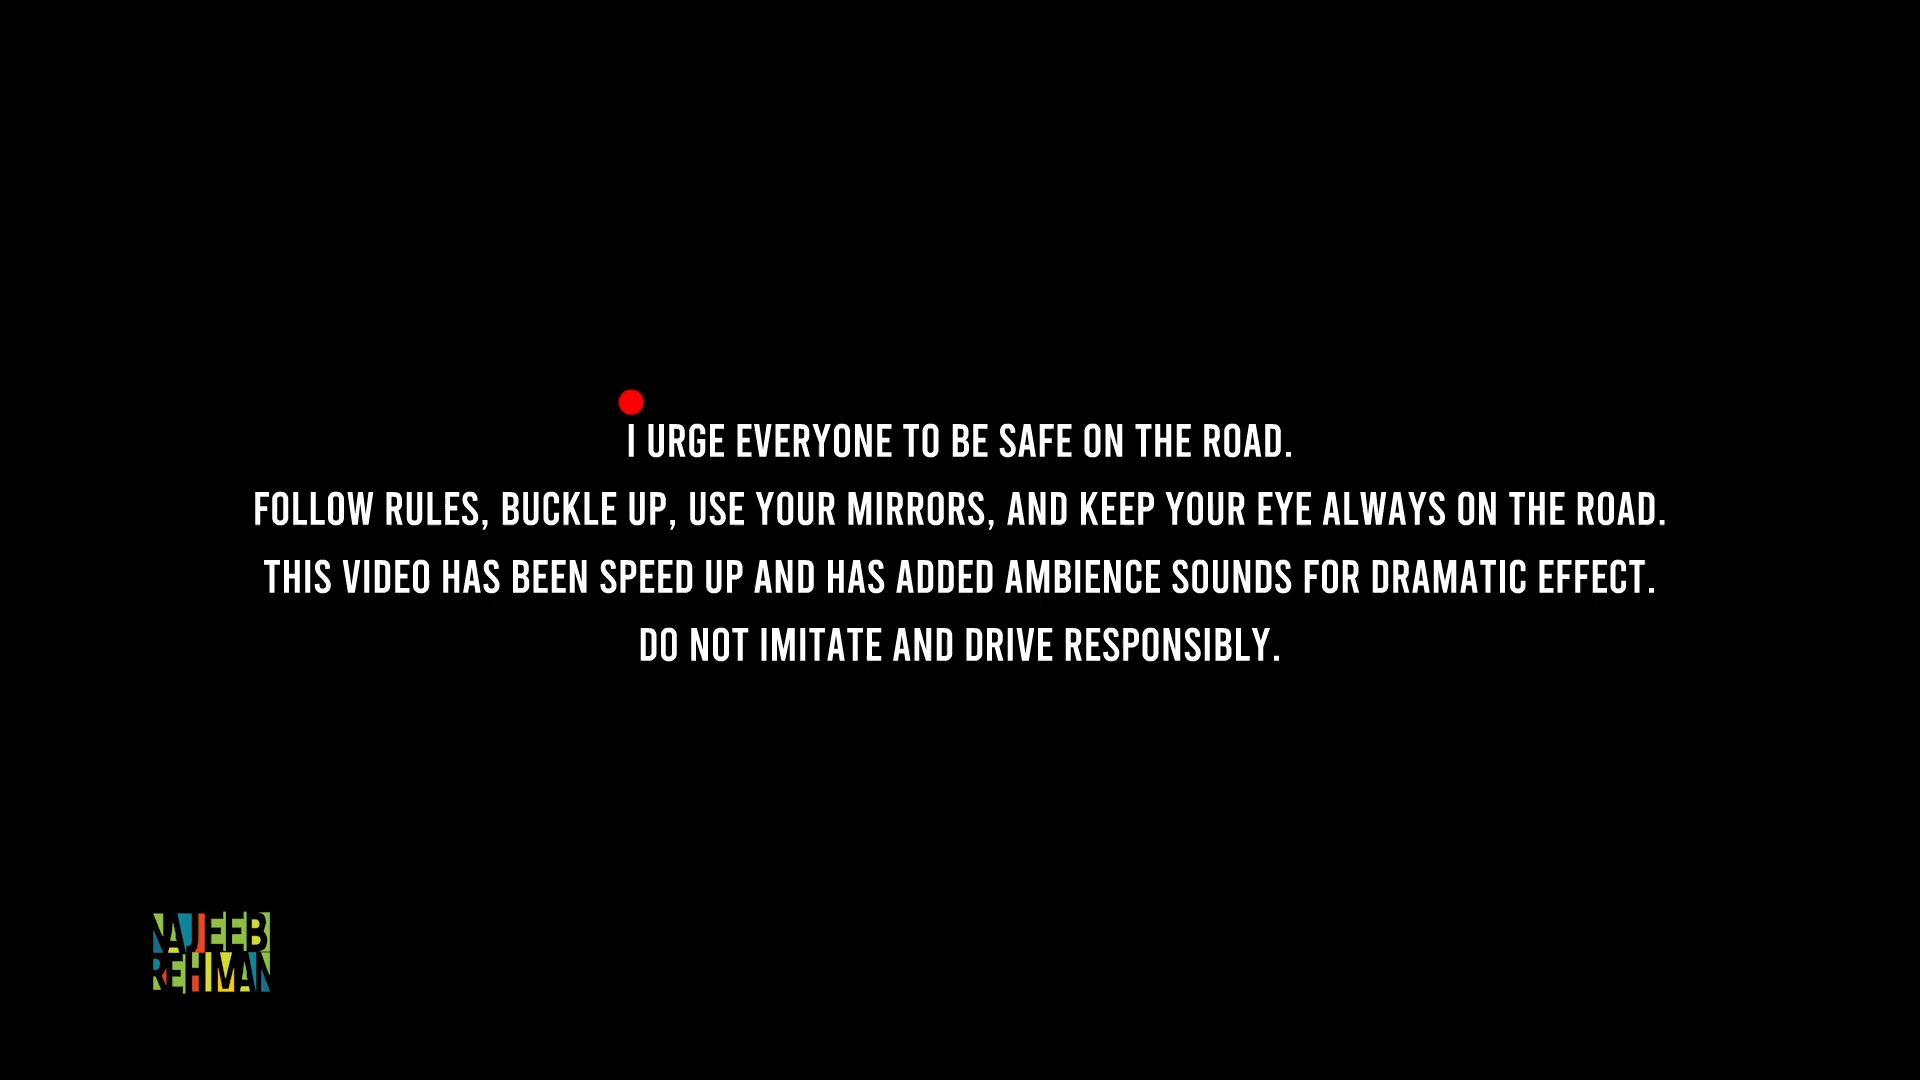 I URGE EVERYONE TO BE SAFE ON THE ROAD.
FOLLOW RULES, BUCKLE UP, USE YOUR MIRRORS, AND KEEP YOUR EYE ALWAYS ON THE ROAD.
THIS VIDEO HAS BEEN SPEED UP AND HAS ADDED AMBIENCE SOUNDS FOR DRAMATIC EFFECT.
DO NOT IMITATE AND DRIVE RESPONSIBLY.
NAJEEB
REHMAN